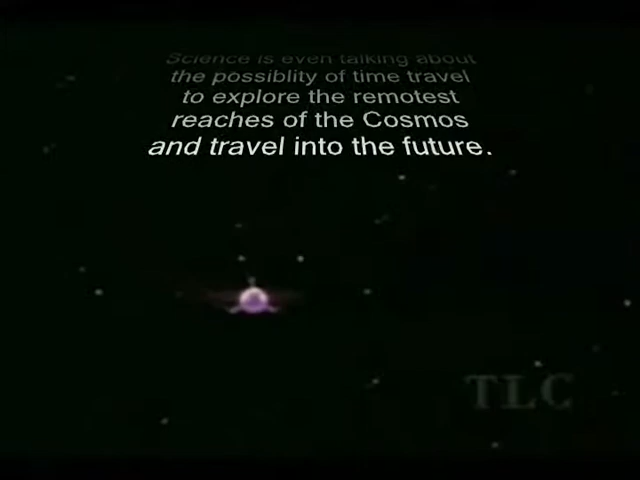 Science is even talking about
the possiblity of time travel
to explore the remotest
reaches of the Cosmos
and travel into the future.
TLC